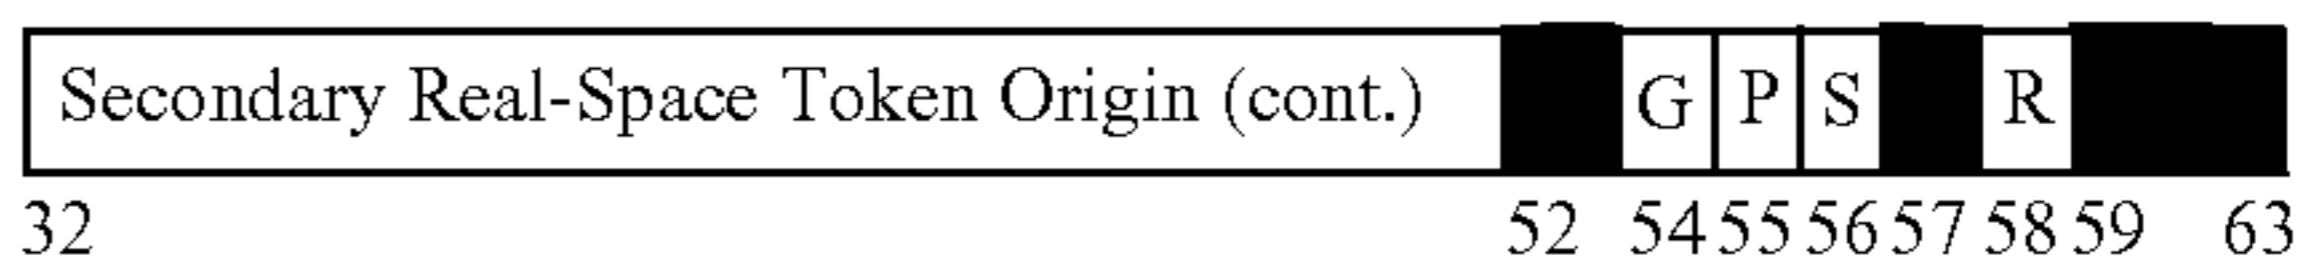 Secondary Real-Space Token Origin (cont.) G P S R
32 52 54 55 56 57 58 59 63